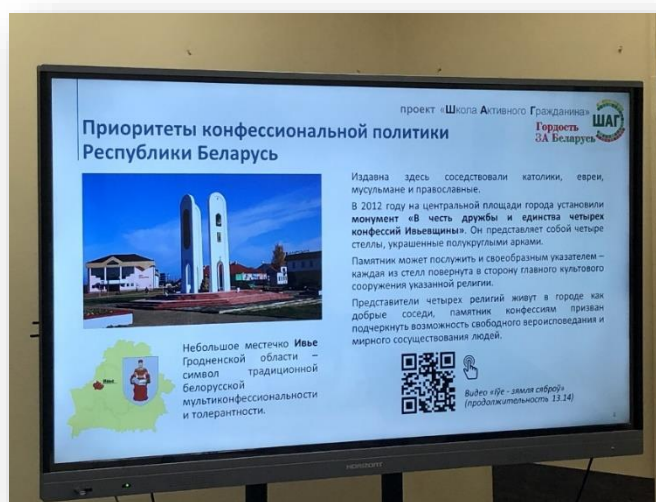 проект «Школа Активного Гражданина»
Гордость
ЗА Беларусь
ШАГ
Приоритеты конфессиональной политики
Республики Беларусь
Издавна здесь соседствовали католики, евреи,
мусульмане и православные.
В 2012 году на центральной площади города установили
монумент «В честь дружбы и единства четырех
конфессий Ивьевщины». Он представляет собой четыре
стеллы, украшенные полукруглыми арками.
Памятник может послужить и своеобразным указателем –
каждая из стелл повернута в сторону главного культового
сооружения указанной религии.
Представители четырех религий живут в городе как
добрые соседи, памятник конфессиям призван
подчеркнуть возможность свободного вероисповедания и
мирного сосуществования людей.
Ивье
Небольшое местечко Ивье
Гродненской области –
символ традиционной
белорусской
мультиконфессиональности
и толерантности.
Видео «Іўе - зямля сяброў»
(продолжительность 13.14)
HORIZONT